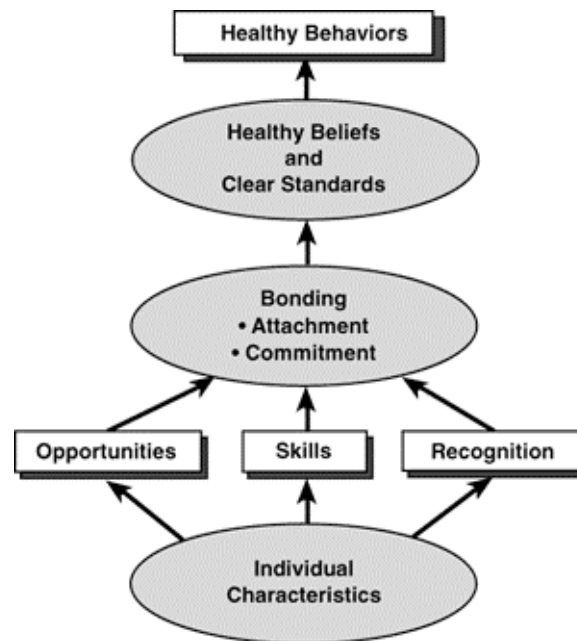 Healthy Behaviors
Healthy Beliefs
and
Clear Standards
Bonding
• Attachment
• Commitment
Opportunities
Skills
Recognition
Individual
Characteristics